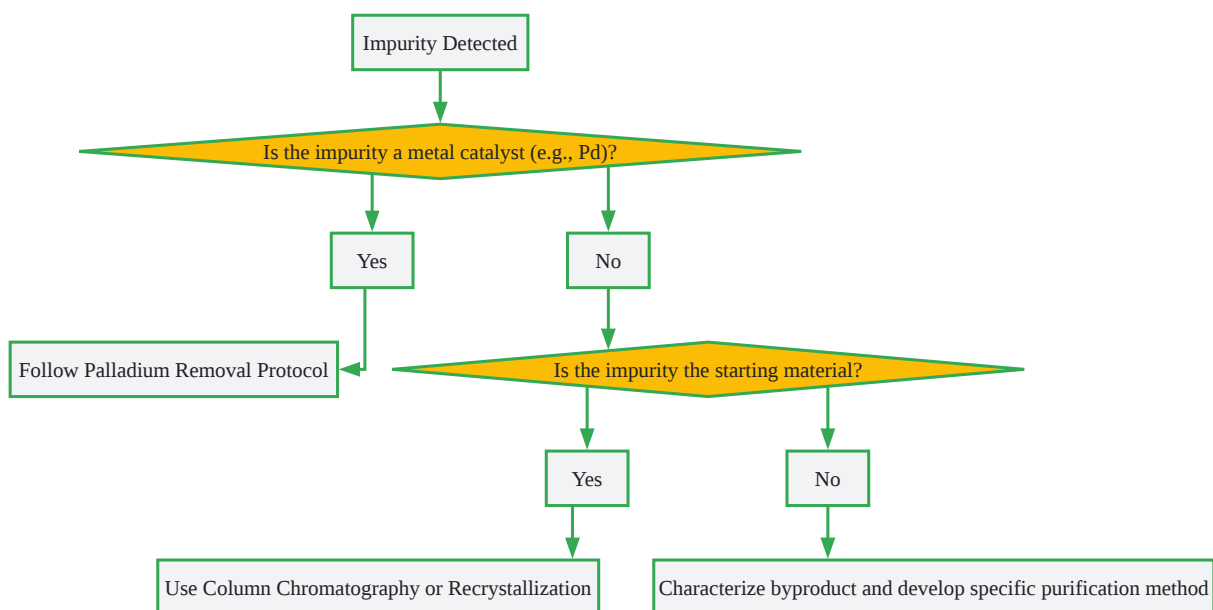 Impurity Detected
Is the impurity a metal catalyst (e.g., Pd)?
Yes
No
Follow Palladium Removal Protocol
Is the impurity the starting material?
Yes
No
Use Column Chromatography or Recrystallization
Characterize byproduct and develop specific purification method